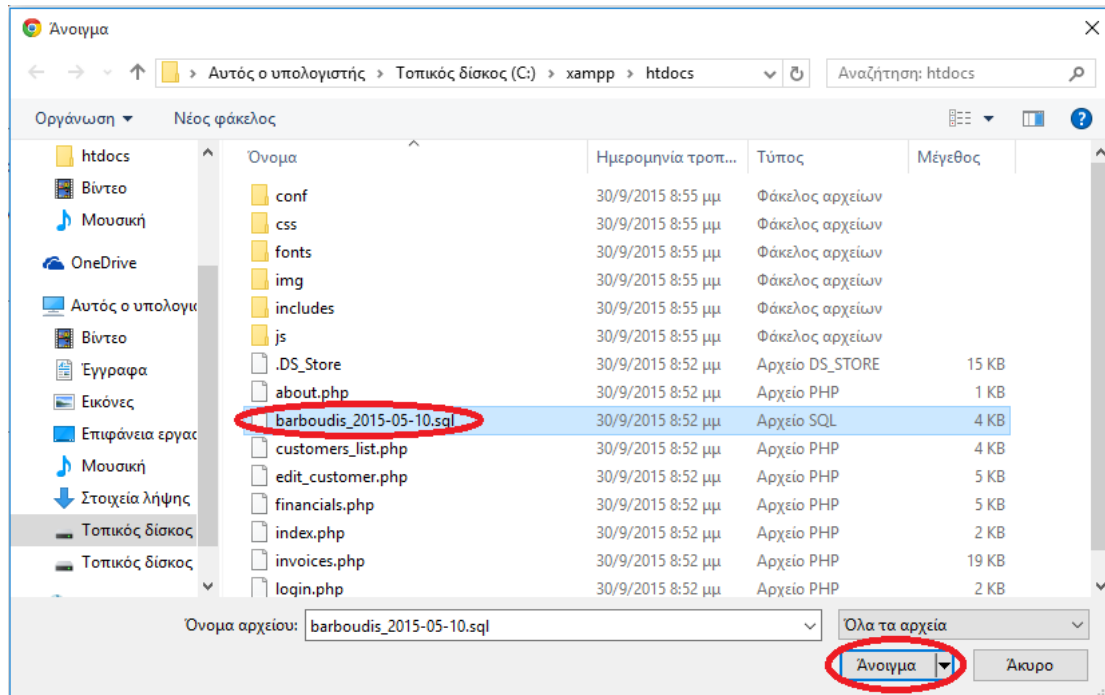 Άνοιγμα
Αυτός ο υπολογιστής › Τοπικός δίσκος (C:) › xampp › htdocs
Αναζήτηση: htdocs
Οργάνωση
Νέος φάκελος
htdocs
Βίντεο
Μουσική
OneDrive
Αυτός ο υπολογισ
Βίντεο
Έγγραφα
Εικόνες
Επιφάνεια εργασ
Μουσική
Στοιχεία λήψης
Τοπικός δίσκος
Τοπικός δίσκος
Όνομα Ημερομηνία τροπ... Τύπος Μέγεθος
conf 30/9/2015 8:55 μμ Φάκελος αρχείων
css 30/9/2015 8:55 μμ Φάκελος αρχείων
fonts 30/9/2015 8:55 μμ Φάκελος αρχείων
img 30/9/2015 8:55 μμ Φάκελος αρχείων
includes 30/9/2015 8:55 μμ Φάκελος αρχείων
js 30/9/2015 8:55 μμ Φάκελος αρχείων
.DS_Store 30/9/2015 8:52 μμ Αρχείο DS_STORE 15 KB
about.php 30/9/2015 8:52 μμ Αρχείο PHP 1 KB
barboudis_2015-05-10.sql 30/9/2015 8:52 μμ Αρχείο SQL 4 KB
customers_list.php 30/9/2015 8:52 μμ Αρχείο PHP 4 KB
edit_customer.php 30/9/2015 8:52 μμ Αρχείο PHP 5 KB
financials.php 30/9/2015 8:52 μμ Αρχείο PHP 5 KB
index.php 30/9/2015 8:52 μμ Αρχείο PHP 2 KB
invoices.php 30/9/2015 8:52 μμ Αρχείο PHP 19 KB
login.php 30/9/2015 8:52 μμ Αρχείο PHP 2 KB
Όνομα αρχείου: barboudis_2015-05-10.sql
Όλα τα αρχεία
Άνοιγμα
Άκυρο